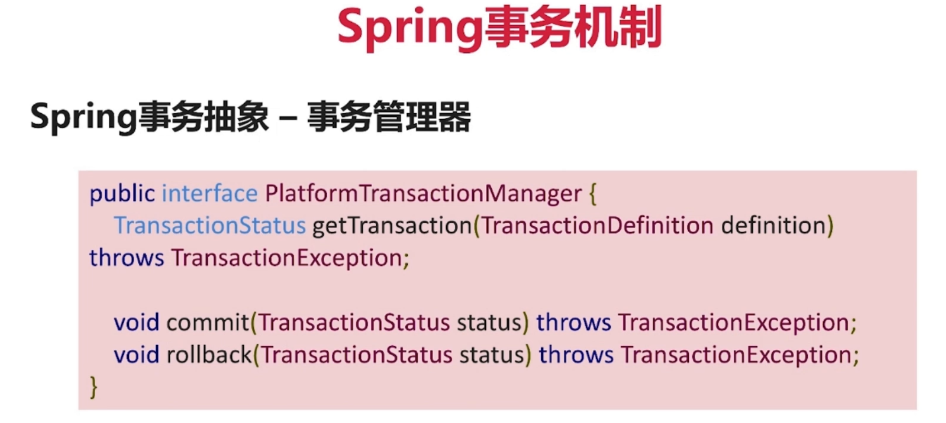 Spring事务机制
Spring事务抽象 – 事务管理器
public interface PlatformTransactionManager {
TransactionStatus getTransaction(TransactionDefinition definition)
throws TransactionException;
void commit(TransactionStatus status) throws TransactionException;
void rollback(TransactionStatus status) throws TransactionException;
}